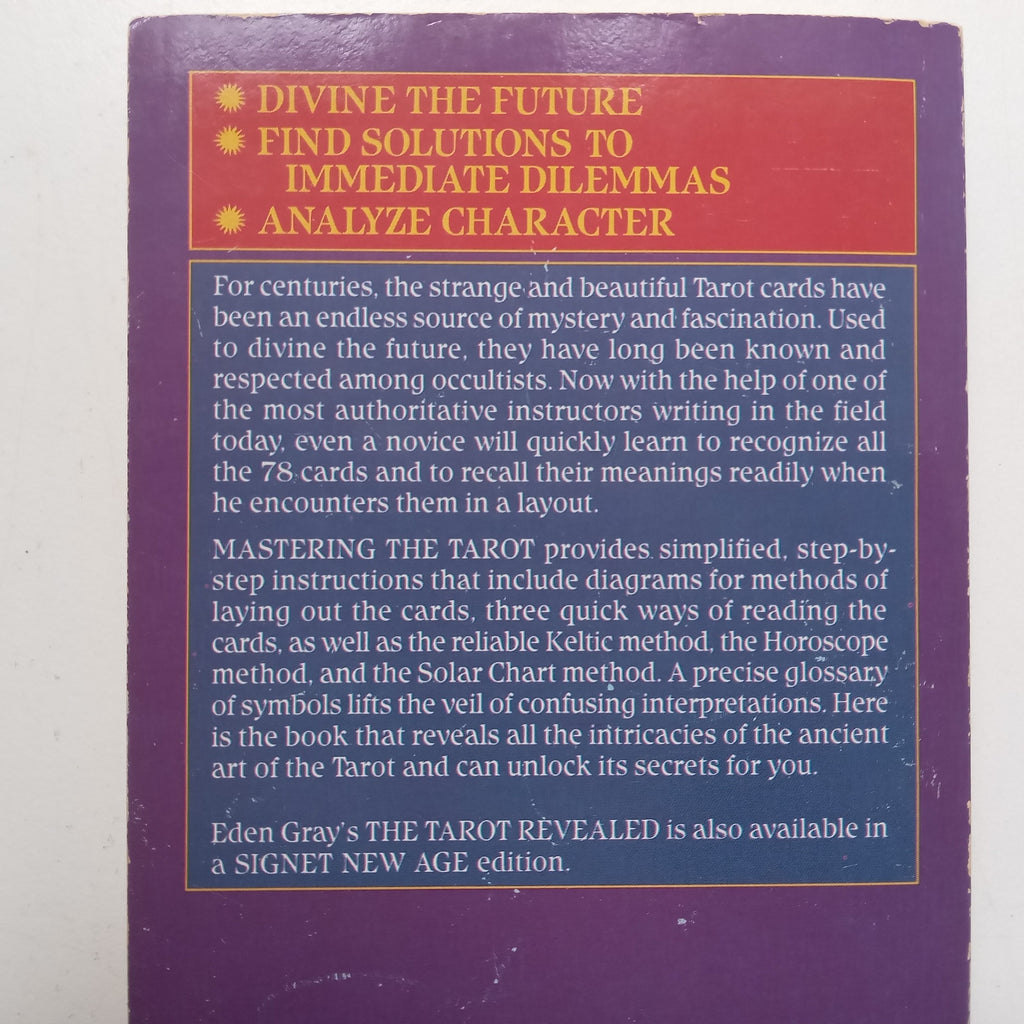 DIVINE THE FUTURE
FIND SOLUTIONS TO
IMMEDIATE DILEMMAS
ANALYZE CHARACTER
For centuries, the strange and beautiful Tarot cards have
been an endless source of mystery and fascination. Used
to divine the future, they have long been known and
respected among occultists. Now with the help of one of
the most authoritative instructors writing in the field
today, even a novice will quickly learn to recognize all
the 78 cards and to recall their meanings readily when
he encounters them in a layout.
MASTERING THE TAROT provides simplified, step-by-
step instructions that include diagrams for methods of
laying out the cards, three quick ways of reading the
cards, as well as the reliable Keltic method, the Horoscope
method, and the Solar Chart method. A precise glossary
of symbols lifts the veil of confusing interpretations. Here
is the book that reveals all the intricacies of the ancient
art of the Tarot and can unlock its secrets for you.
Eden Gray's THE TAROT REVEALED is also available in
a SIGNET NEW AGE edition.